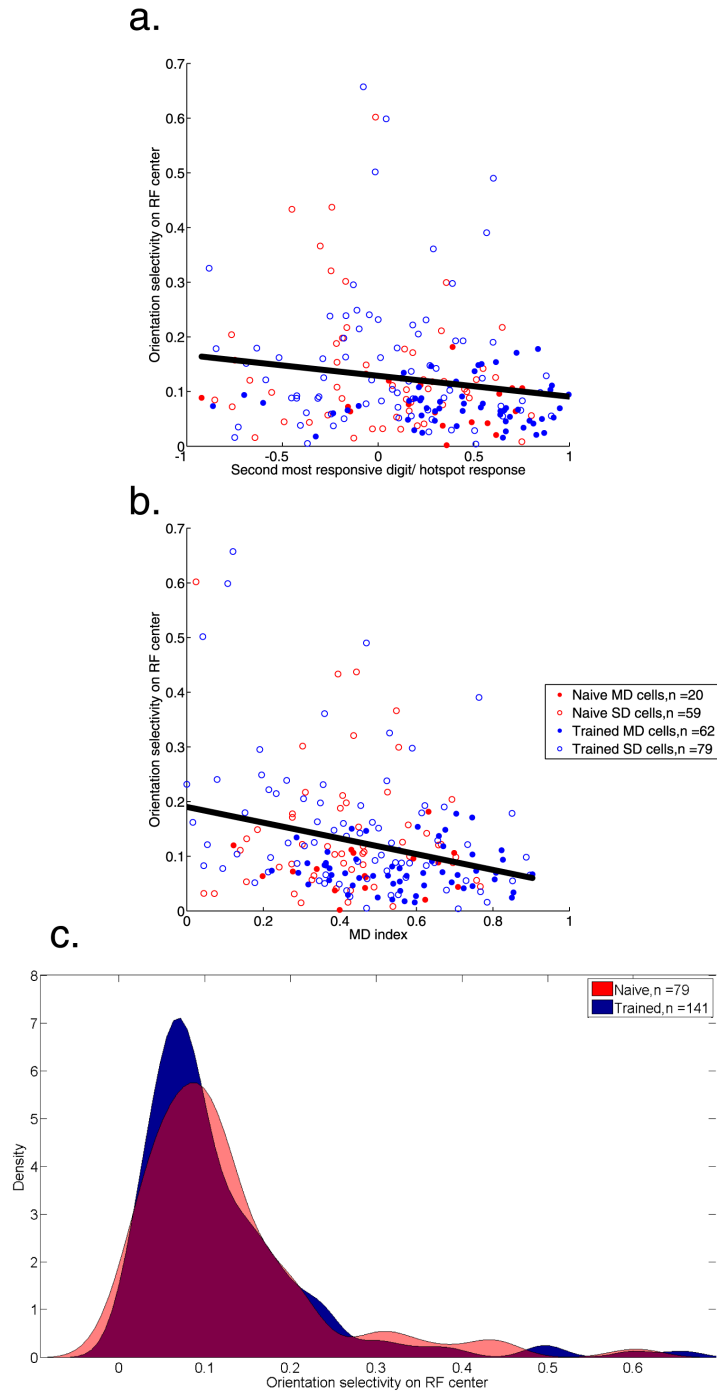 a.
0.7
0.6
0.5
0.4
0.3
0.2
0.1
0
Orientation selectivity on RF center
-1 -0.5 0 0.5 1
Second most responsive digit/ hotspot response
b.
0.7
0.6
0.5
0.4
0.3
0.2
0.1
0
Orientation selectivity on RF center
0 0.2 0.4 0.6 0.8 1
MD index
Naive MD cells,n =20
Naive SD cells,n =59
Trained MD cells,n =62
Trained SD cells,n =79
c.
8
7
6
5
4
3
2
1
0
Density
Naive,n =79
Trained,n =141
0 0.1 0.2 0.3 0.4 0.5 0.6
Orientation selectivity on RF center